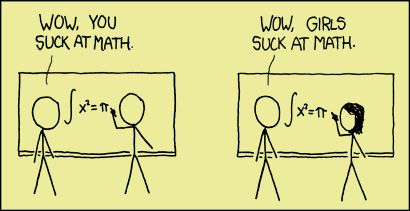 WOW, YOU
SUCK AT MATH.
∫ x² = π
WOW, GIRLS
SUCK AT MATH.
∫ x² = π